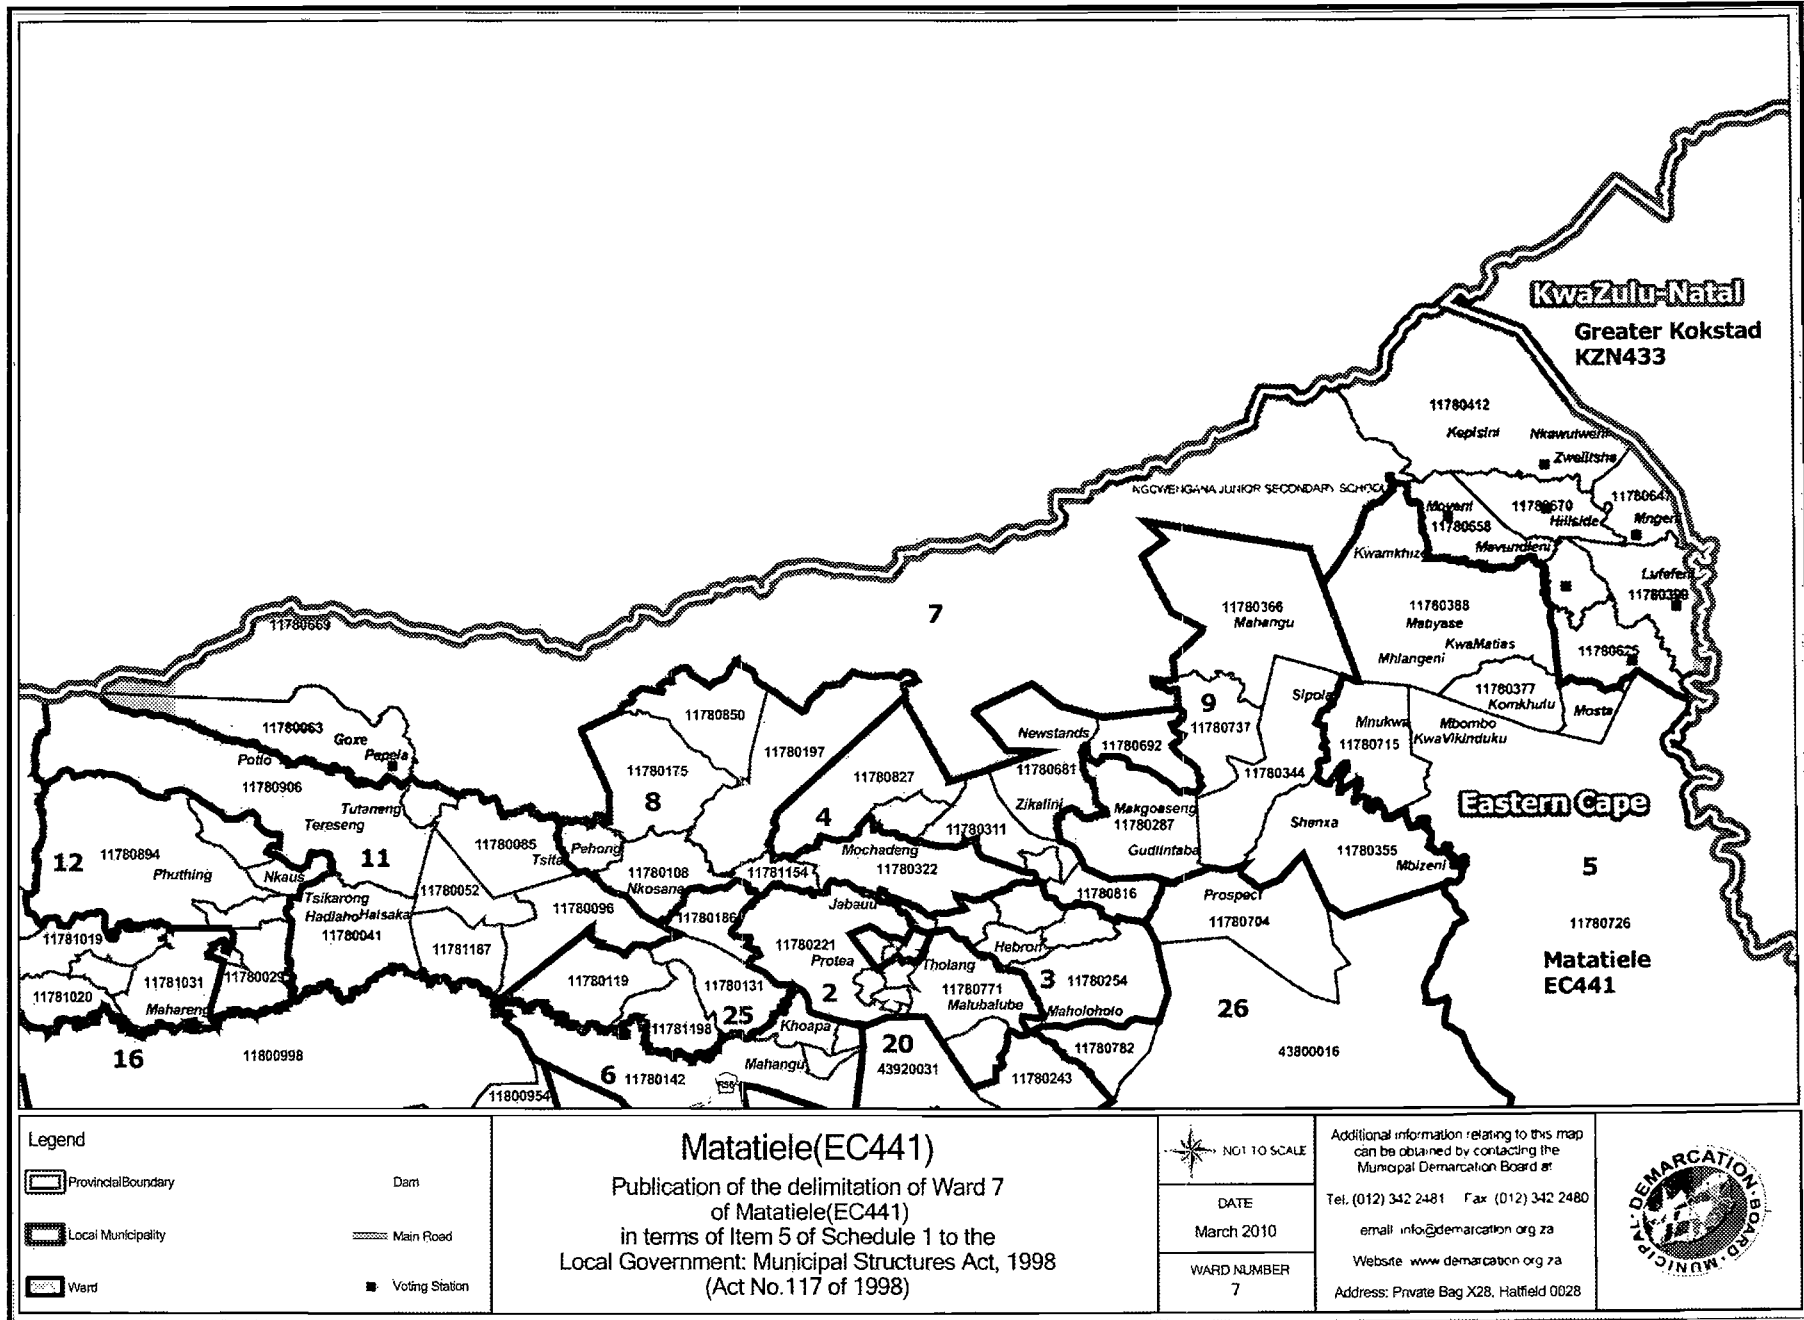 KwaZulu-Natal
Greater Kokstad
KZN433
11780412
Kepisini
Zwelitsha
NGCWENGANA JUNIOR SECONDARY SCHOOL
Moyeni
11780658
11780670
Hillside
Mngeni
Kwamkhize
Mavundleni
Lufefeni
11780399
7
11780366
Mahangu
11780388
Matiyase
KwaMatias
Mhlangeni
11780625
11780669
11780377
Komkhulu
Mosta
Sipola
9
11780737
11780850
11780063
Goxe
Pepela
Potlo
11780906
Mnukwa
11780715
Mbombo
KwaVikinduku
Newstands
11780692
11780197
11780175
11780681
11780344
11780827
Zikalini
8
4
Tutaneng
Tereseng
Makgoaseng
11780287
Gudlintaba
Eastern Cape
Shenxa
11780355
Mbizeni
11780311
Mochadeng
11780322
11780085
Tsita
Pehong
11780108
Nkosana
11781154
12
11780894
Phuthing
Nkaus
11
11780052
5
11780816
Prospect
11780704
11780726
Tsikarong
Hadlaho
Halsaka
11780041
11780096
11780186
Jabauu
11780221
Protea
Hebron
Tholang
Matatiele
EC441
11781019
11781187
11781031
11780029
11781020
Mahareng
11780119
11780131
11781198
25
2
11780771
Malubalube
3
11780254
Maholoholo
26
Khoapa
16
11800998
6
11780142
Mahangu
20
43920031
11780782
11780243
43800016
11800954
Legend
Provincial Boundary
Local Municipality
Ward
Dam
Main Road
Voting Station
Matatiele(EC441)
Publication of the delimitation of Ward 7
of Matatiele(EC441)
in terms of Item 5 of Schedule 1 to the
Local Government: Municipal Structures Act, 1998
(Act No.117 of 1998)
NOT TO SCALE
DATE
March 2010
WARD NUMBER
7
Additional information relating to this map
can be obtained by contacting the
Municipal Demarcation Board at
Tel. (012) 342 2481 Fax (012) 342 2480
email info@demarcation org za
Website www demarcation org za
Address: Private Bag X28, Hatfield 0028
MUNICIPAL DEMARCATION BOARD